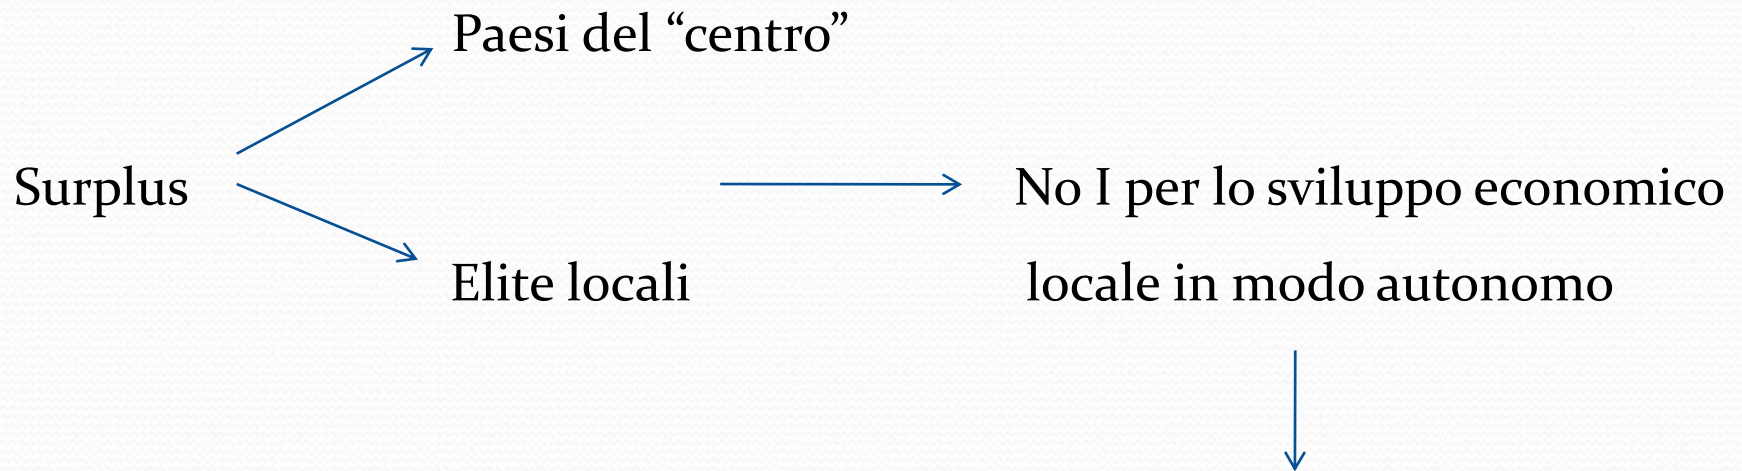 Paesi del “centro”
Surplus
No I per lo sviluppo economico
Elite locali
locale in modo autonomo